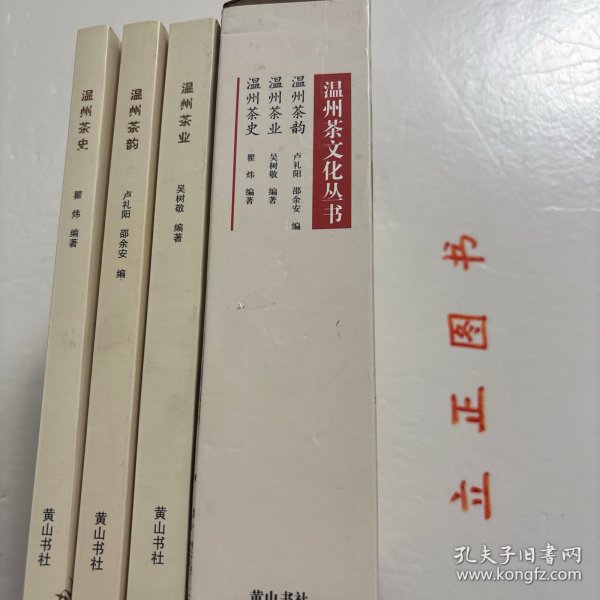 温州茶史
瞿 炜 编著
黄山书社
温州茶韵
卢礼阳 邵余安 编
黄山书社
温州茶业
吴树敬 编著
黄山书社
温州茶文化丛书
温州茶韵 卢礼阳 邵余安 编
温州茶业 吴树敬 编著
温州茶史 瞿 炜 编著
黄山书社
立正图书
孔夫子旧书网
www.kongfz.com